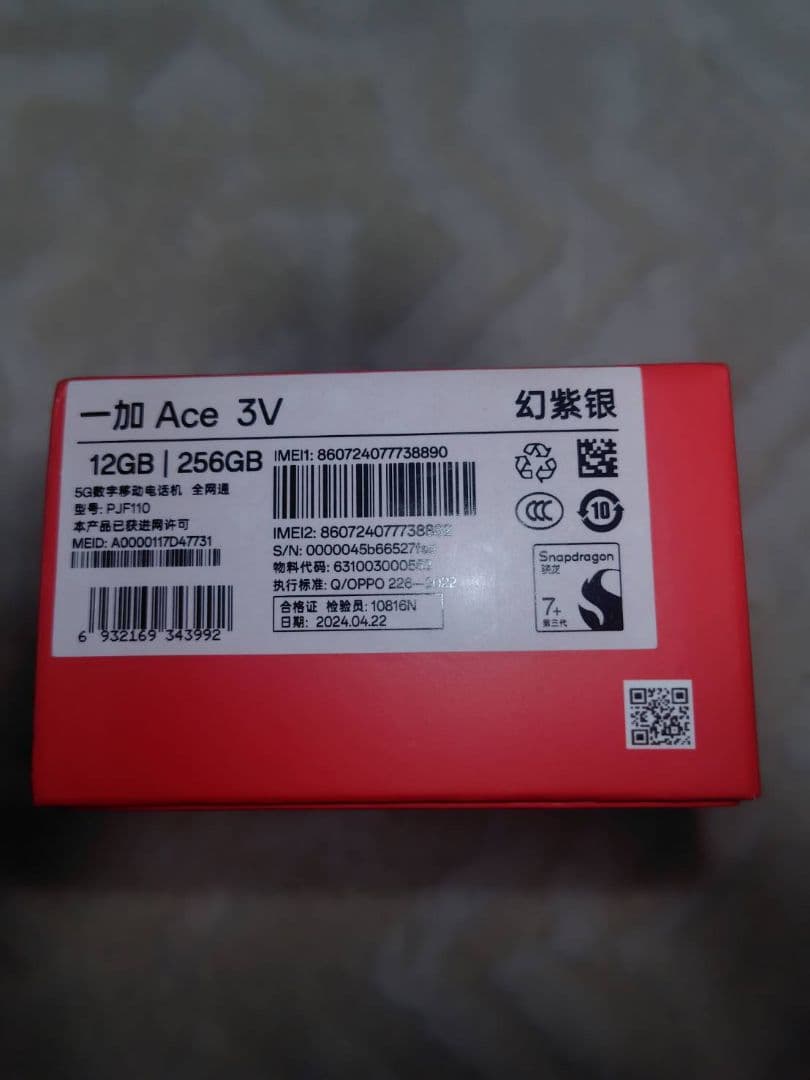 一加 Ace 3V
幻紫银
12GB | 256GB
5G数字移动电话机 全网通
型号: PJF110
本产品已获进网许可
MEID: A0000117D47731
6 932169 343992
IMEI1: 860724077738890
IMEI2:
S/N:
物料代码:
执行标准: Q/OPPO
合格证 检验员: 10816N
日期: 2024.04.22
CCC
10
Snapdragon
骁龙
7+
第三代